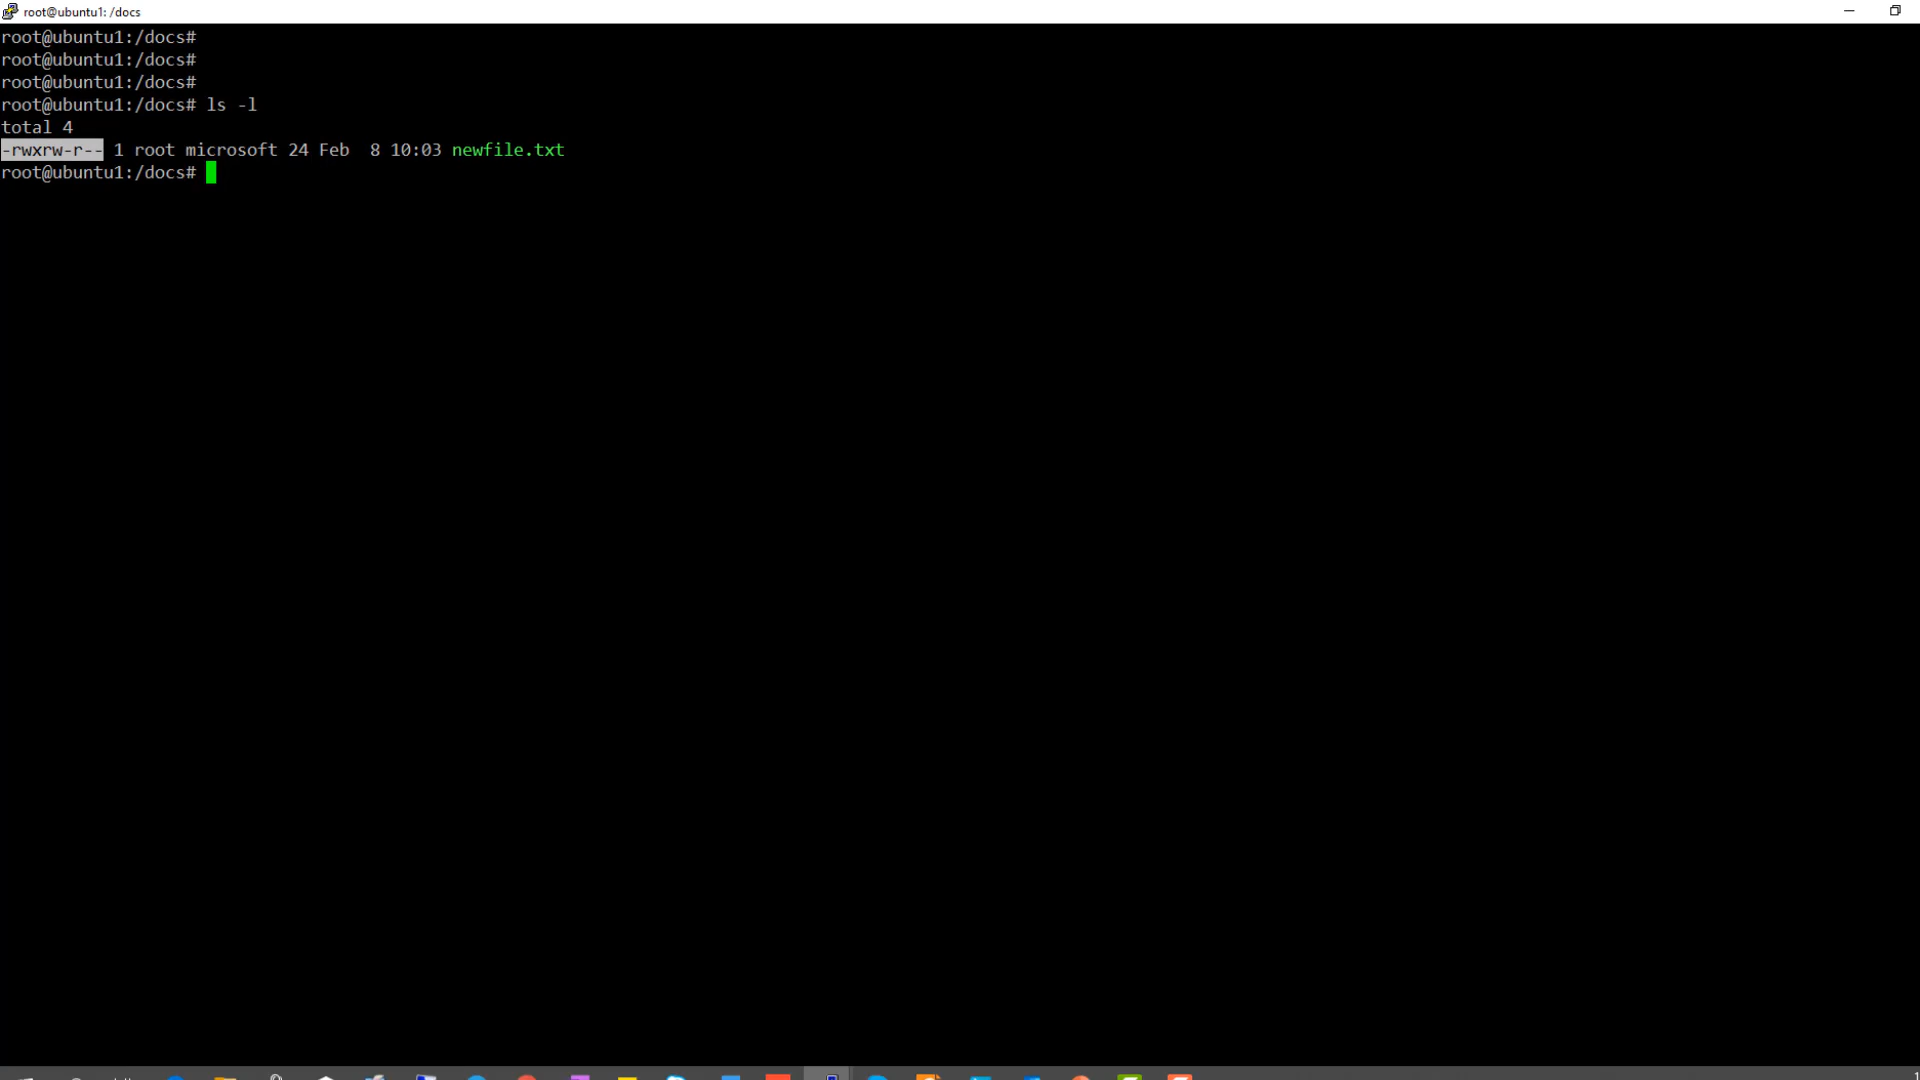 root@ubuntu1: /docs
root@ubuntu1:/docs#
root@ubuntu1:/docs#
root@ubuntu1:/docs#
root@ubuntu1:/docs# ls -l
total 4
-rwxrw-r-- 1 root microsoft 24 Feb  8 10:03 newfile.txt
root@ubuntu1:/docs#